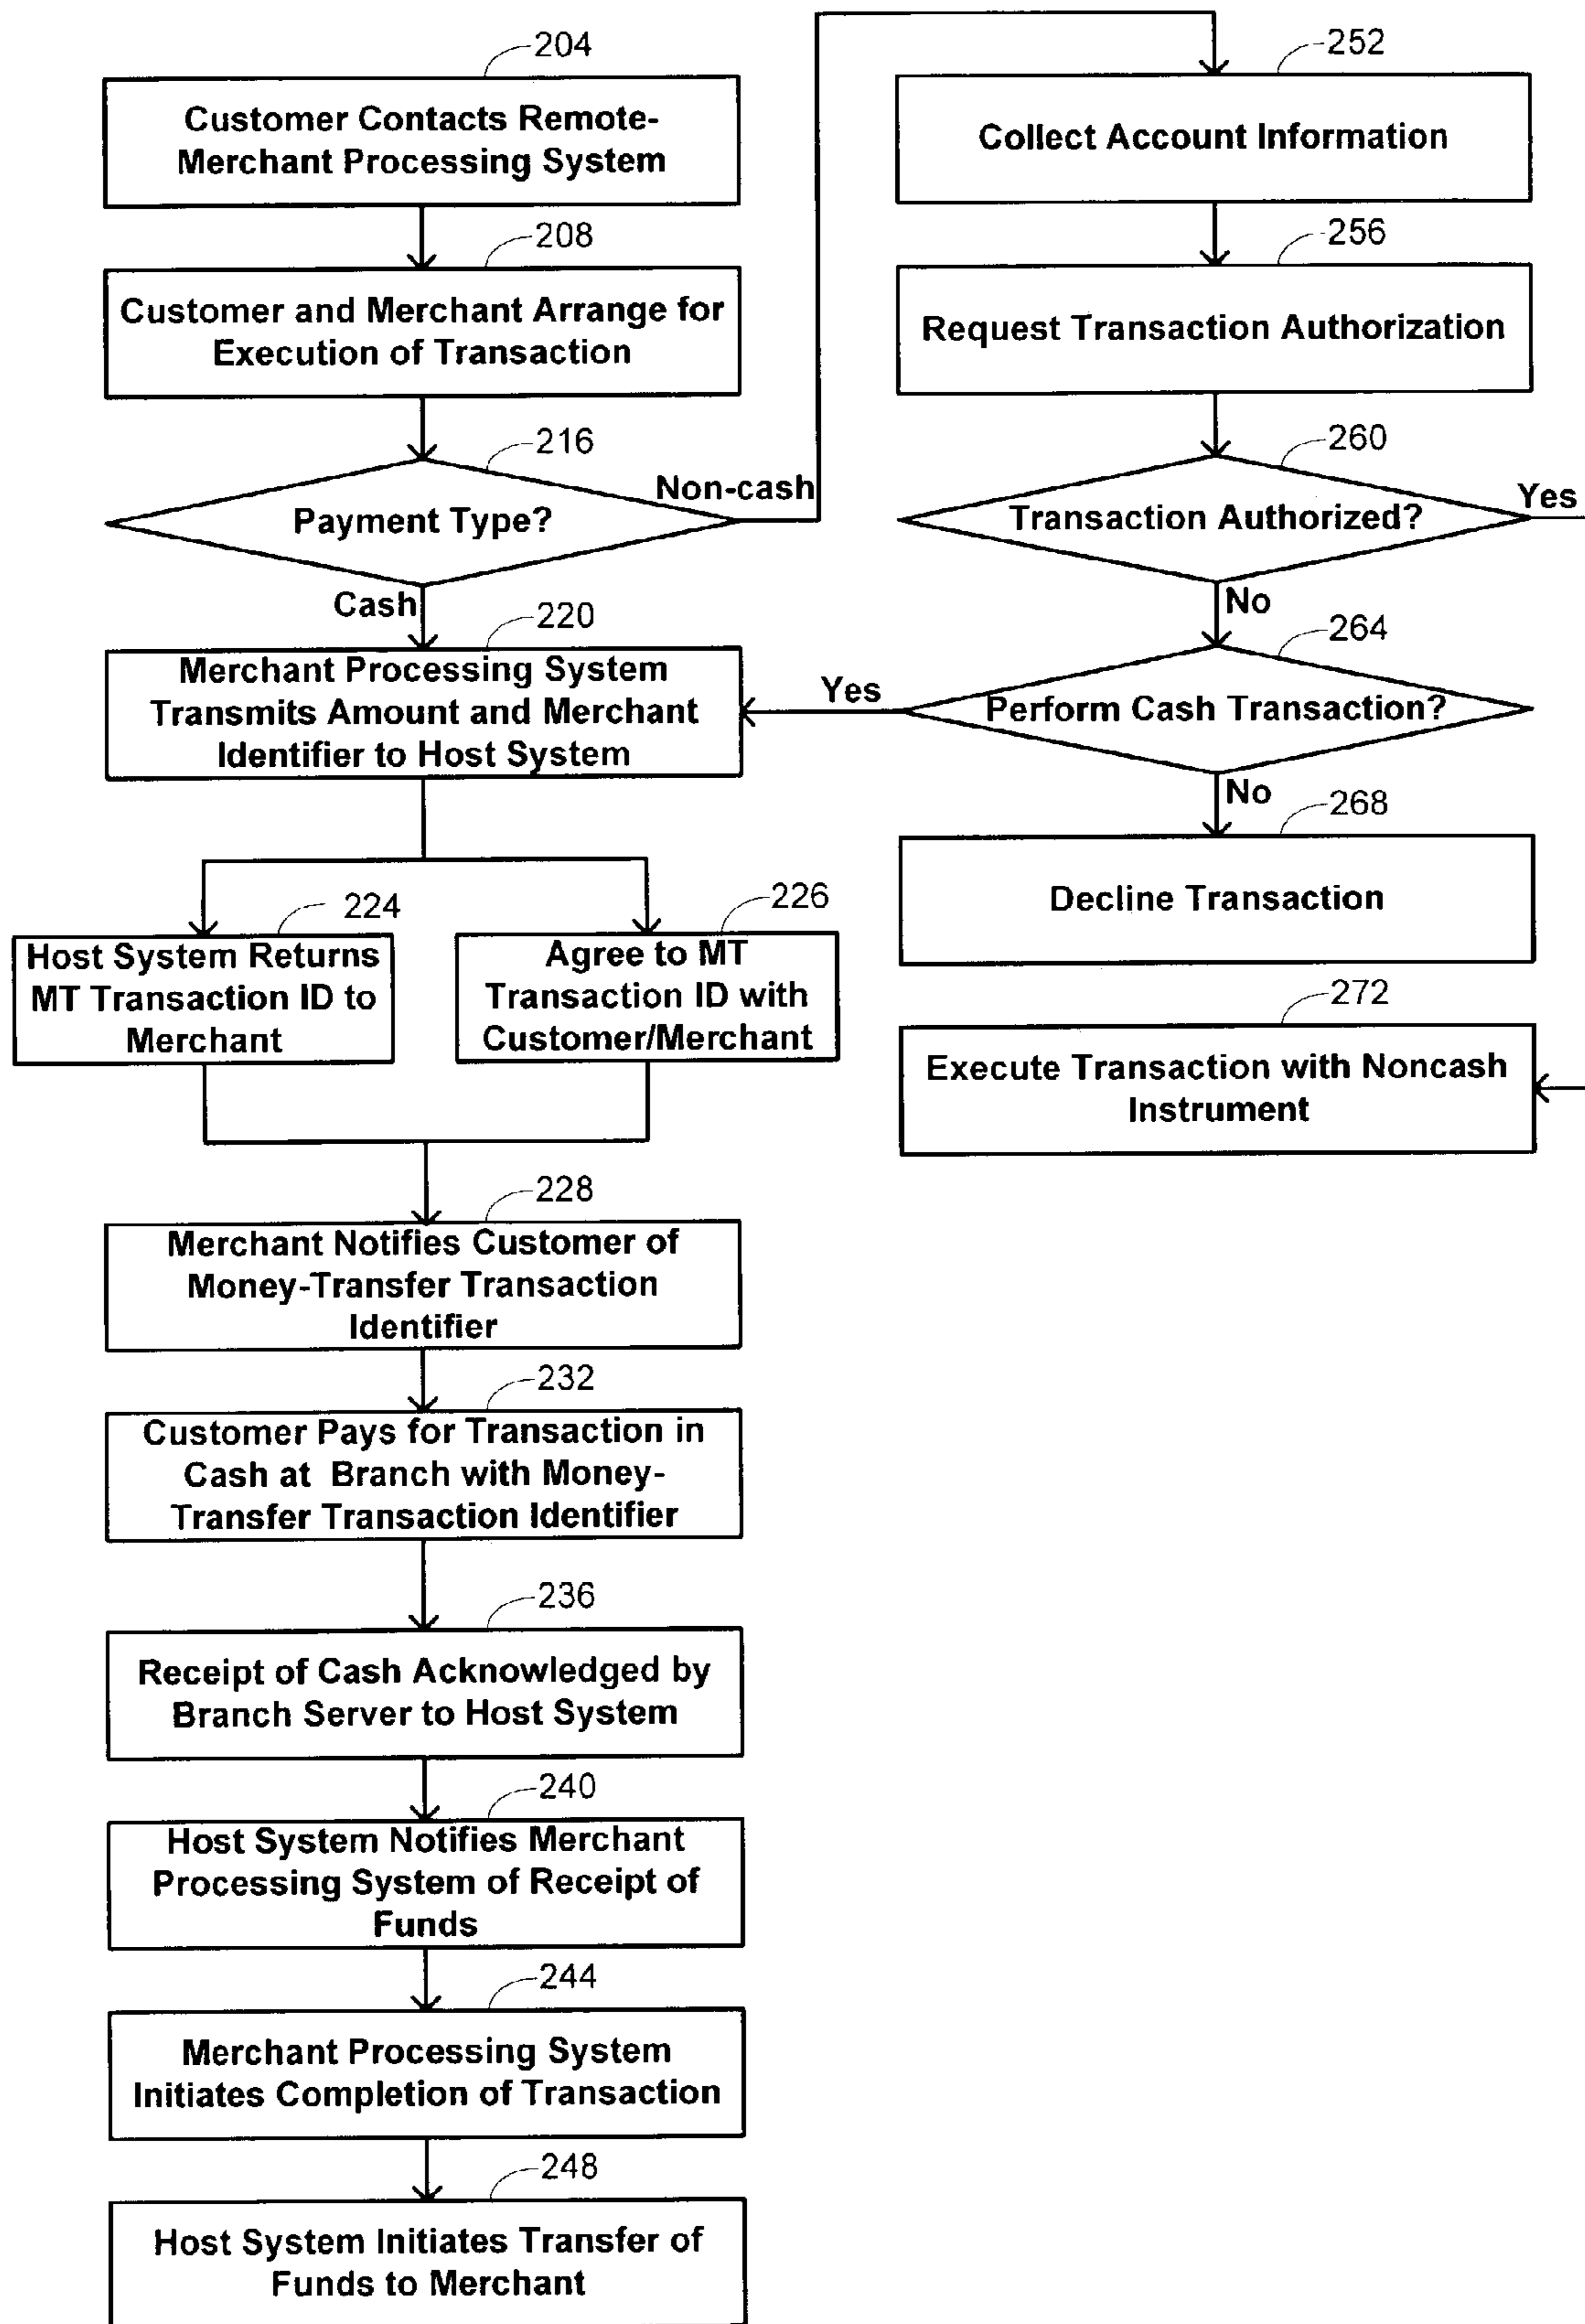 204
Customer Contacts Remote-
Merchant Processing System
208
Customer and Merchant Arrange for
Execution of Transaction
216
Payment Type?
Non-cash
Cash
220
Merchant Processing System
Transmits Amount and Merchant
Identifier to Host System
224
Host System Returns
MT Transaction ID to
Merchant
226
Agree to MT
Transaction ID with
Customer/Merchant
228
Merchant Notifies Customer of
Money-Transfer Transaction
Identifier
232
Customer Pays for Transaction in
Cash at Branch with Money-
Transfer Transaction Identifier
236
Receipt of Cash Acknowledged by
Branch Server to Host System
240
Host System Notifies Merchant
Processing System of Receipt of
Funds
244
Merchant Processing System
Initiates Completion of Transaction
248
Host System Initiates Transfer of
Funds to Merchant
252
Collect Account Information
256
Request Transaction Authorization
260
Transaction Authorized?
Yes
No
264
Perform Cash Transaction?
Yes
No
268
Decline Transaction
272
Execute Transaction with Noncash
Instrument